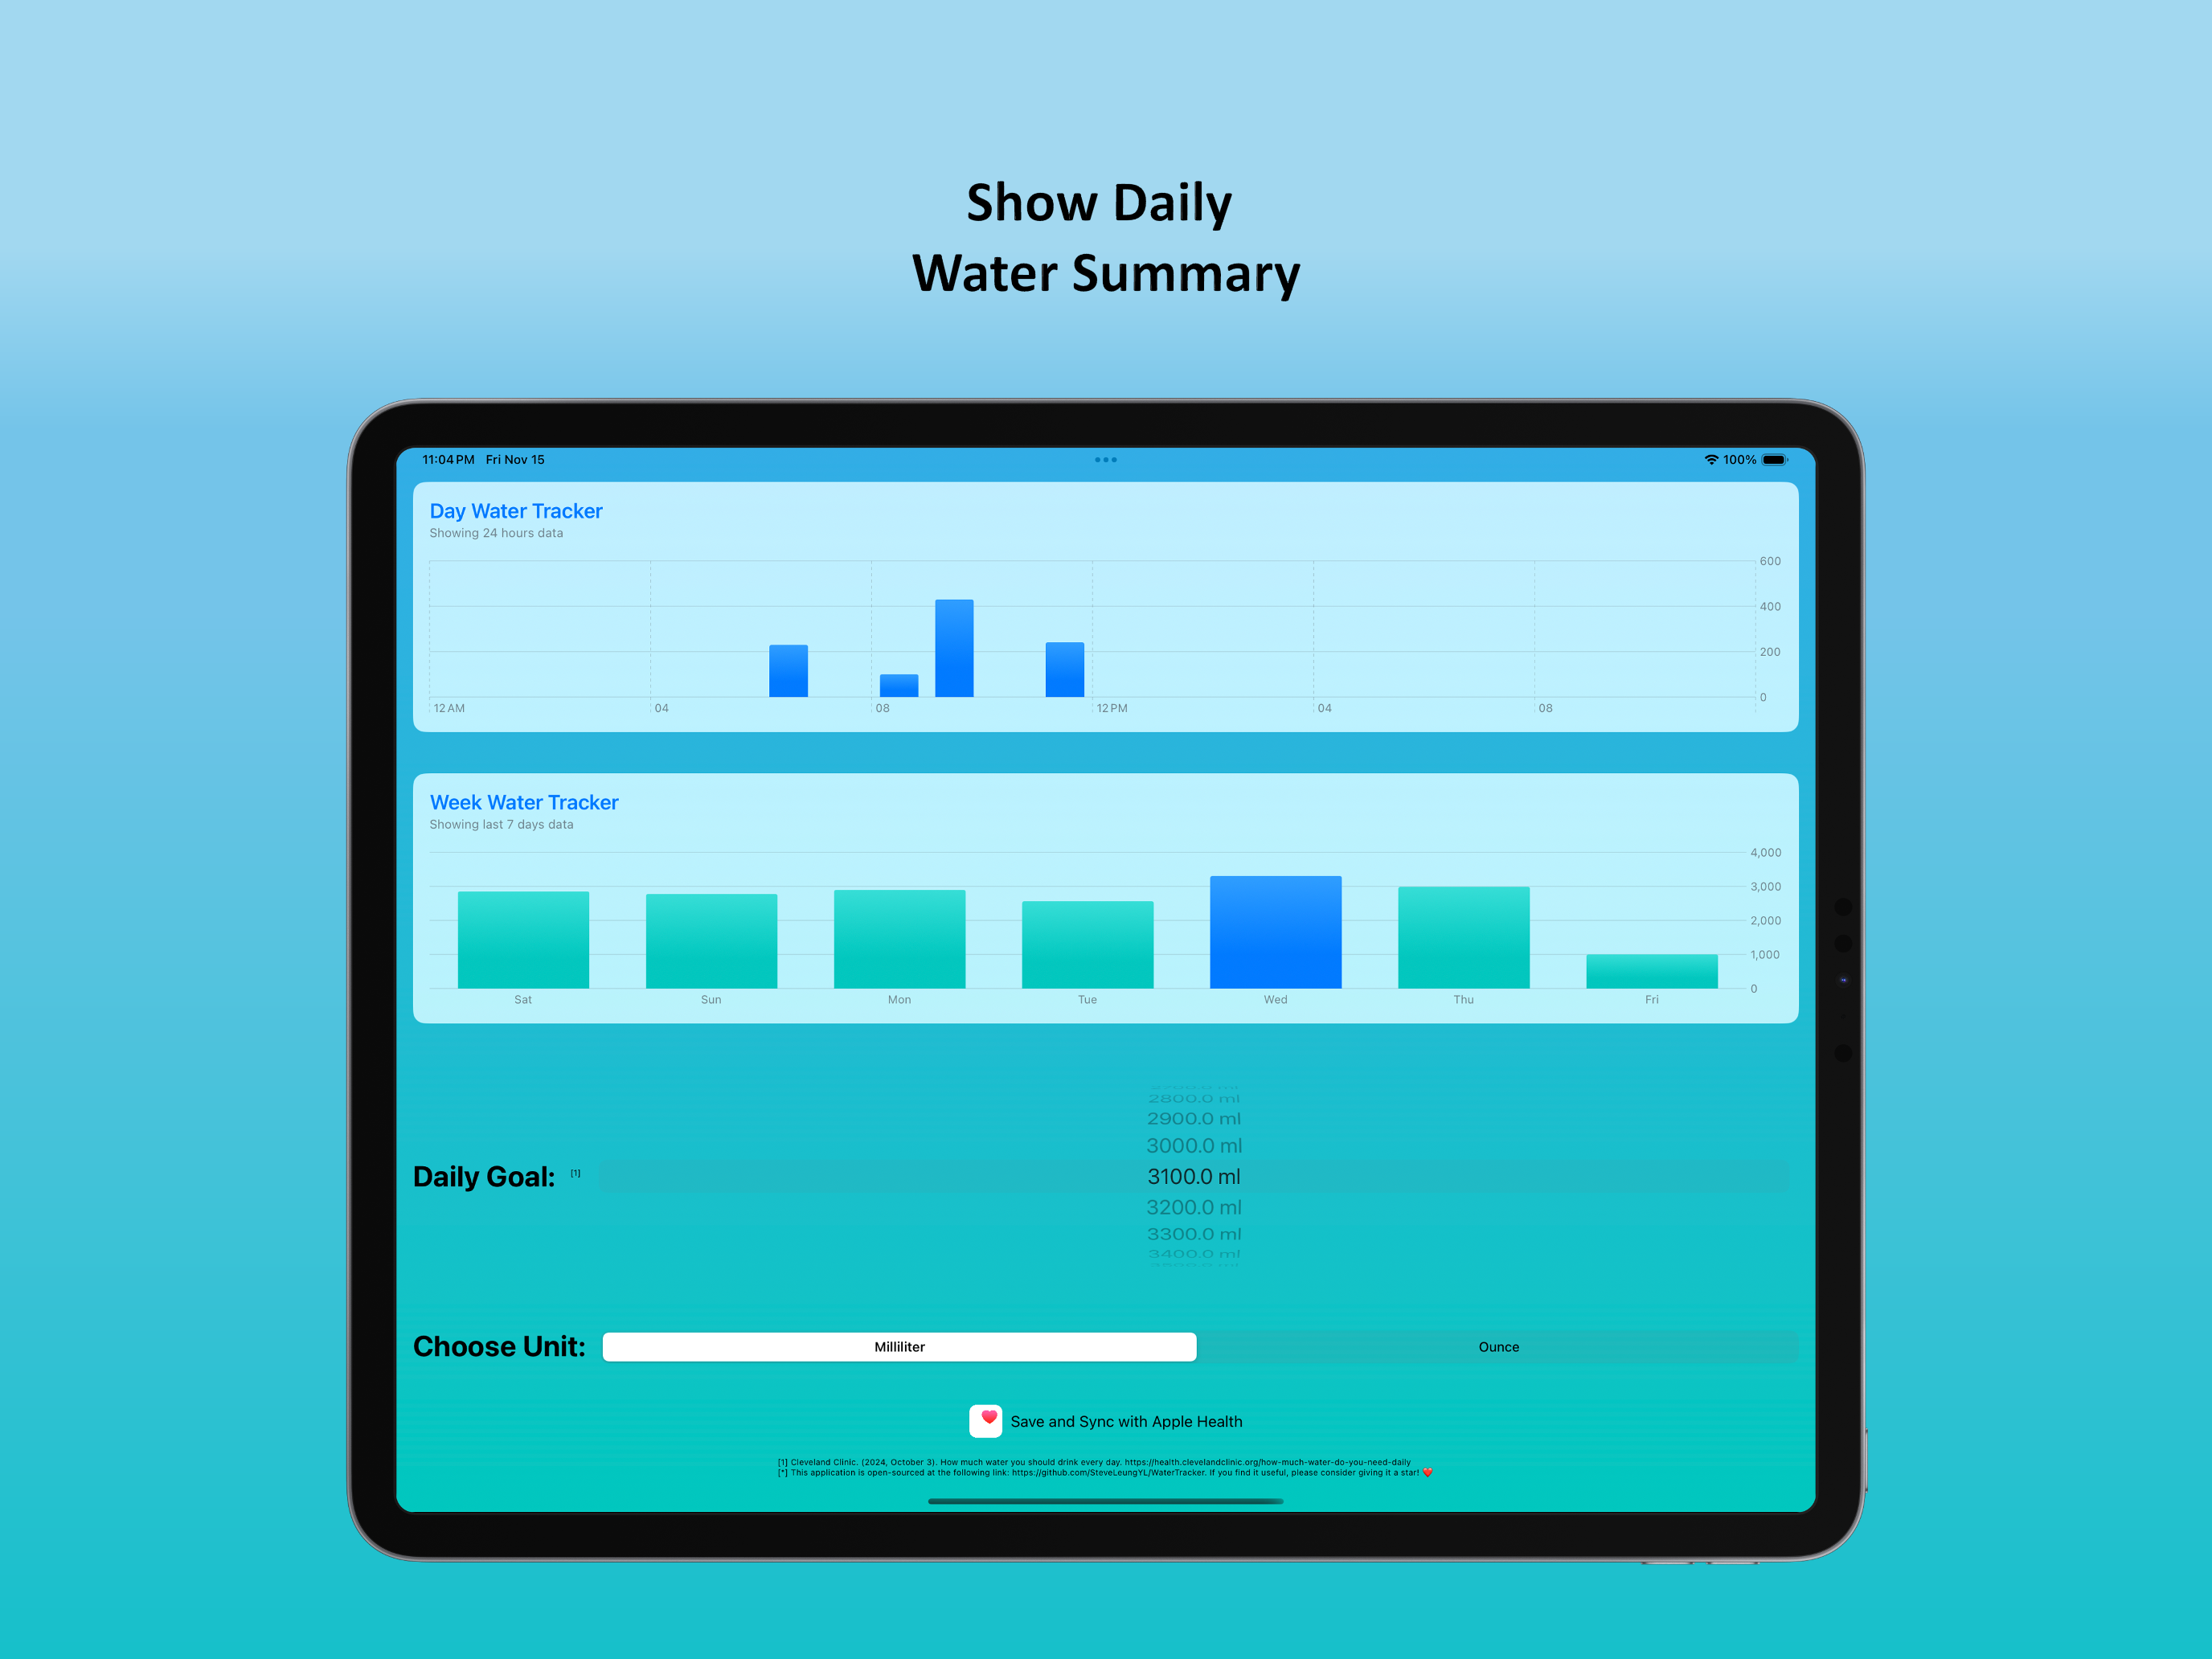 Show Daily
Water Summary
11:04 PM Fri Nov 15
100%
Day Water Tracker
Showing 24 hours data
600
400
200
0
12 AM 04 08 12 PM 04 08
Week Water Tracker
Showing last 7 days data
4,000
3,000
2,000
1,000
0
Sat Sun Mon Tue Wed Thu Fri
2800.0 ml
2900.0 ml
3000.0 ml
Daily Goal: [1] 3100.0 ml
3200.0 ml
3300.0 ml
3400.0 ml
Choose Unit: Milliliter Ounce
Save and Sync with Apple Health
[1] Cleveland Clinic. (2024, October 3). How much water you should drink every day. https://health.clevelandclinic.org/how-much-water-do-you-need-daily
[*] This application is open-sourced at the following link: https://github.com/SteveLeungYL/WaterTracker. If you find it useful, please consider giving it a star! ❤️